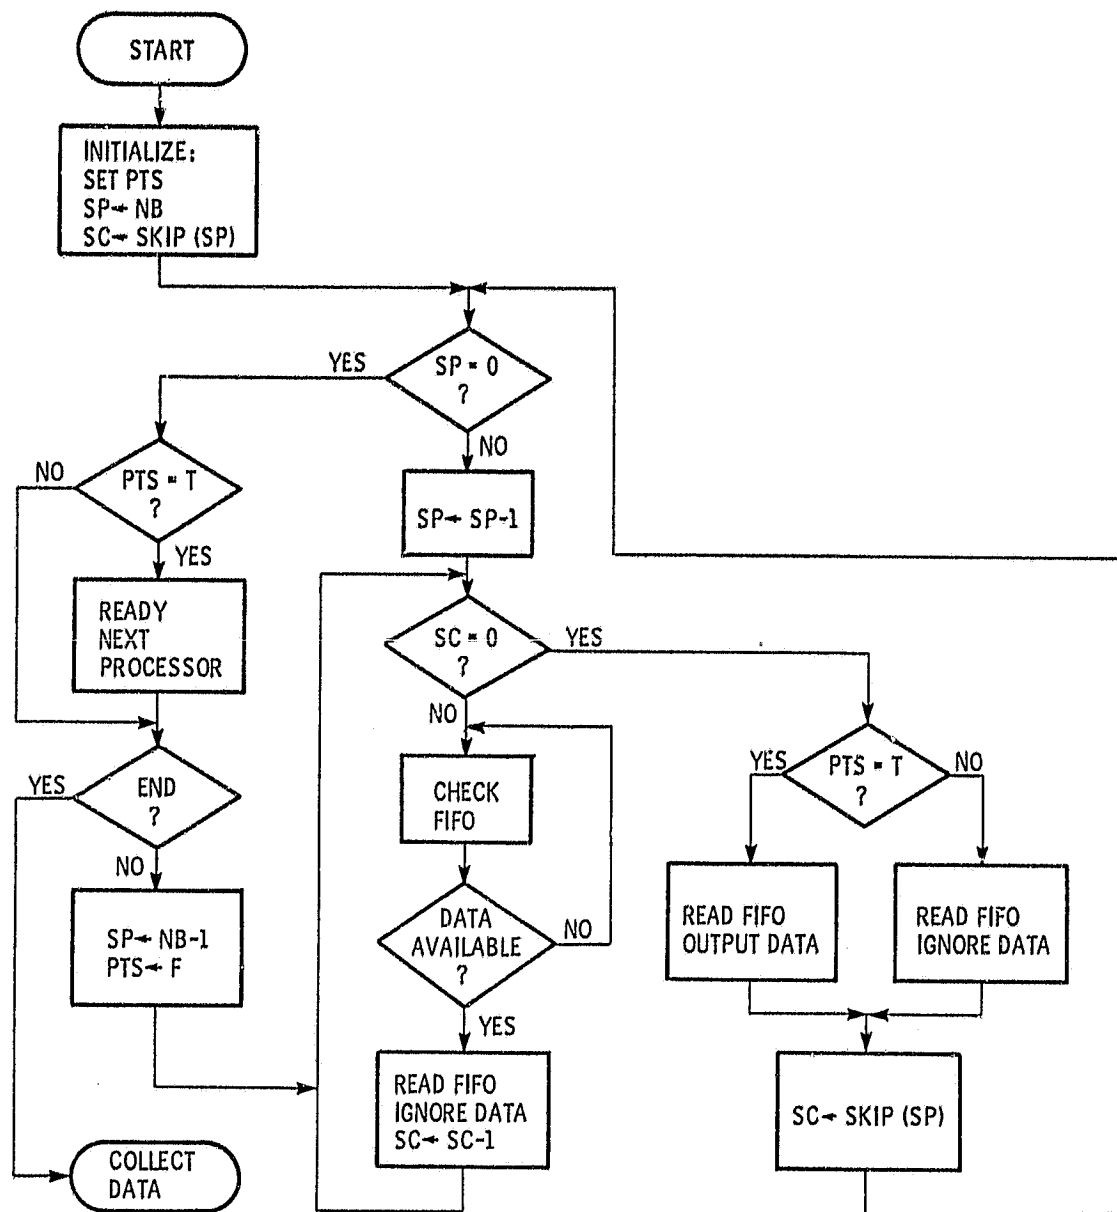 START
INITIALIZE:
SET PTS
SP← NB
SC← SKIP (SP)
SP = 0
?
YES
NO
PTS = T
?
NO
YES
SP← SP-1
READY
NEXT
PROCESSOR
SC = 0
?
YES
NO
END
?
YES
NO
CHECK
FIFO
PTS = T
?
YES
NO
DATA
AVAILABLE
?
NO
YES
READ FIFO
OUTPUT DATA
READ FIFO
IGNORE DATA
SP← NB-1
PTS← F
READ FIFO
IGNORE DATA
SC← SC-1
SC← SKIP (SP)
COLLECT
DATA